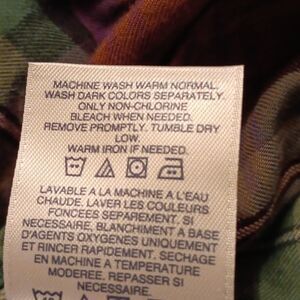 MACHINE WASH WARM NORMAL.
WASH DARK COLORS SEPARATELY.
ONLY NON-CHLORINE
BLEACH WHEN NEEDED.
REMOVE PROMPTLY. TUMBLE DRY
LOW.
WARM IRON IF NEEDED.
LAVABLE A LA MACHINE A L'EAU
CHAUDE. LAVER LES COULEURS
FONCEES SEPAREMENT. SI
NECESSAIRE, BLANCHIMENT A BASE
D'AGENTS OXYGENES UNIQUEMENT
ET RINCER RAPIDEMENT. SECHAGE
EN MACHINE A TEMPERATURE
MODEREE. REPASSER SI
NECESSAIRE.